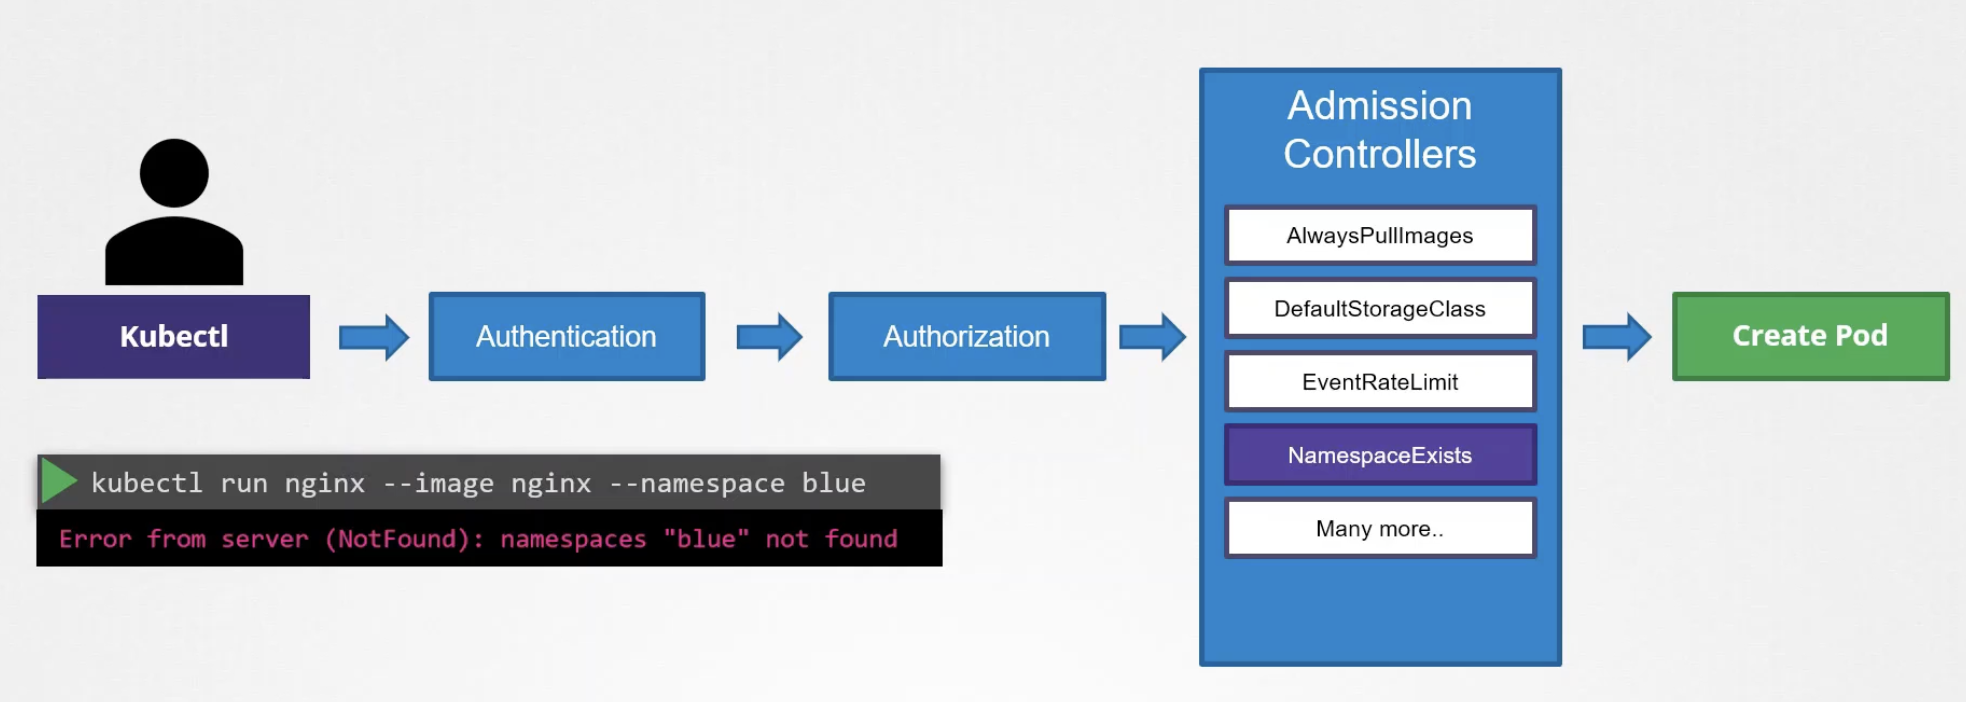 Kubectl
Authentication
Authorization
Admission
Controllers
AlwaysPullImages
DefaultStorageClass
EventRateLimit
NamespaceExists
Many more..
Create Pod
kubectl run nginx --image nginx --namespace blue
Error from server (NotFound): namespaces "blue" not found